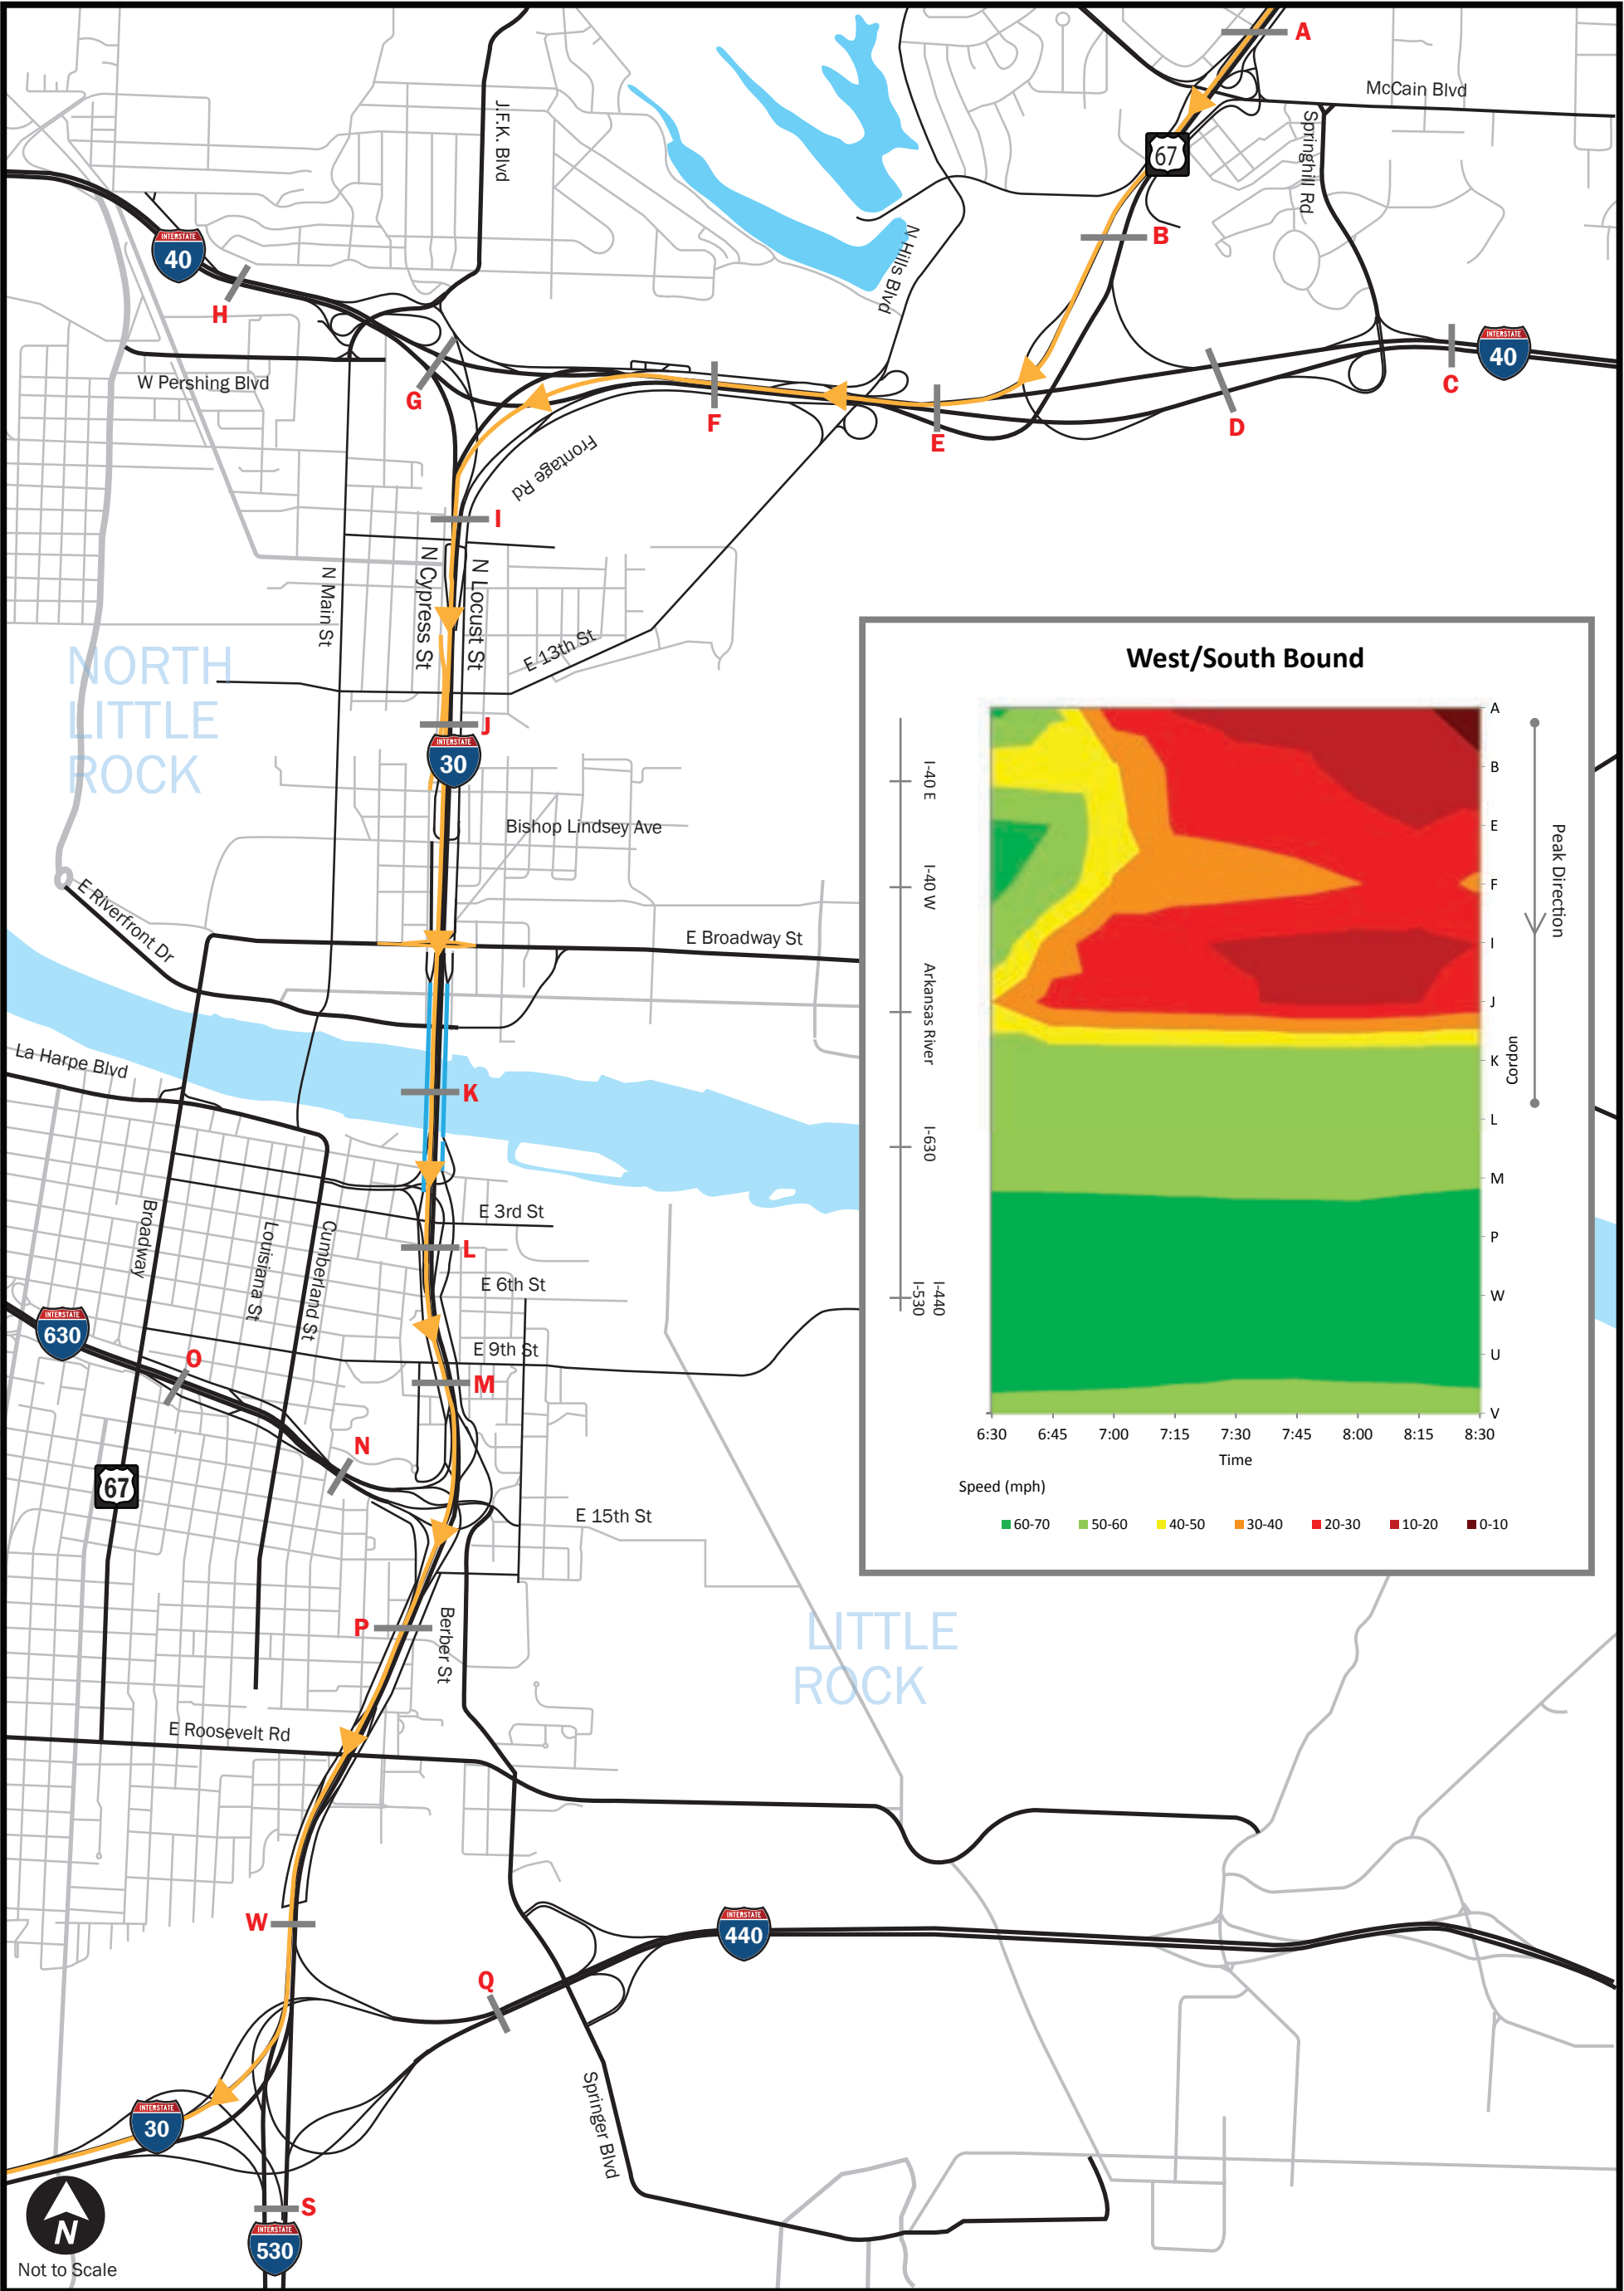 A
McCain Blvd
67
Springhill Rd
J.F.K. Blvd
B
N Hills Blvd
INTERSTATE
40
H
W Pershing Blvd
G
F
E
D
C
INTERSTATE
40
Frontage Rd
I
N Main St
N Cypress St
N Locust St
E 13th St
NORTH
LITTLE
ROCK
J
INTERSTATE
30
Bishop Lindsey Ave
E Riverfront Dr
E Broadway St
La Harpe Blvd
K
E 3rd St
L
E 6th St
Broadway
Louisiana St
Cumberland St
INTERSTATE
630
O
E 9th St
M
N
67
E 15th St
P
Berber St
LITTLE
ROCK
E Roosevelt Rd
W
INTERSTATE
440
Q
Springer Blvd
INTERSTATE
30
S
INTERSTATE
530
N
Not to Scale
West/South Bound
I-40 E
I-40 W
Arkansas River
I-630
I-440
I-530
A
B
E
F
I
J
K
L
M
P
W
U
V
Peak Direction
Corpon
6:30 6:45 7:00 7:15 7:30 7:45 8:00 8:15 8:30
Time
Speed (mph)
60-70 50-60 40-50 30-40 20-30 10-20 0-10